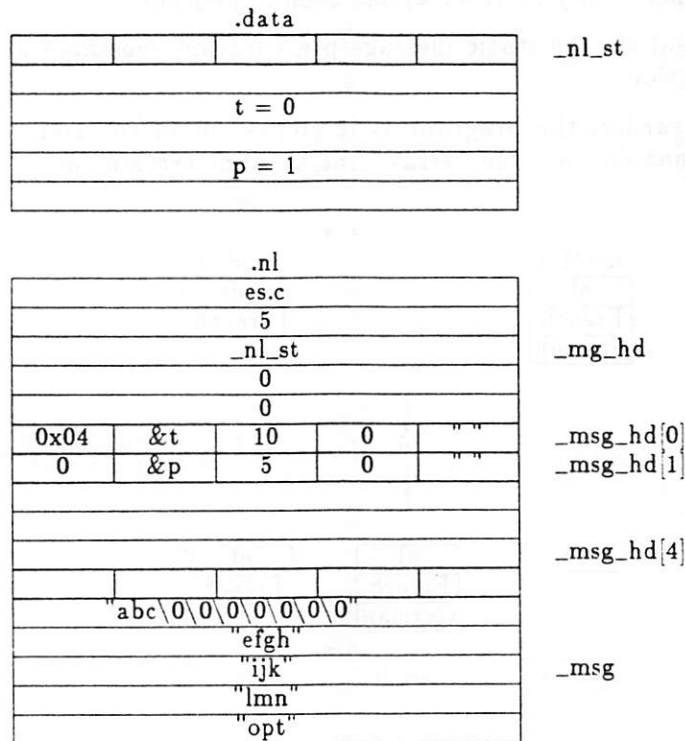 .data
_nl_st
t = 0
p = 1
.nl
es.c
5
_nl_st _mg_hd
0
0
0x04 &t 10 0 " " _msg_hd[0]
0 &p 5 0 " " _msg_hd[1]
_msg_hd[4]
"abc\0\0\0\0\0\0\0"
"efgh"
"ijk" _msg
"lmn"
"opt"